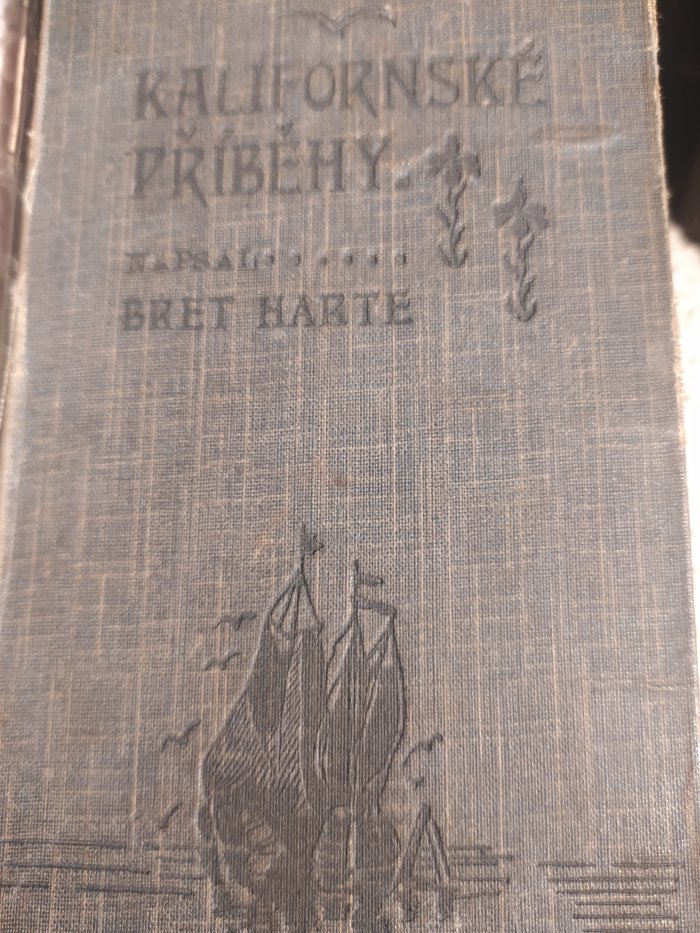 KALIFORNSKÉ
PŘÍBĚHY.
NAPSAL......
BRET HARTE